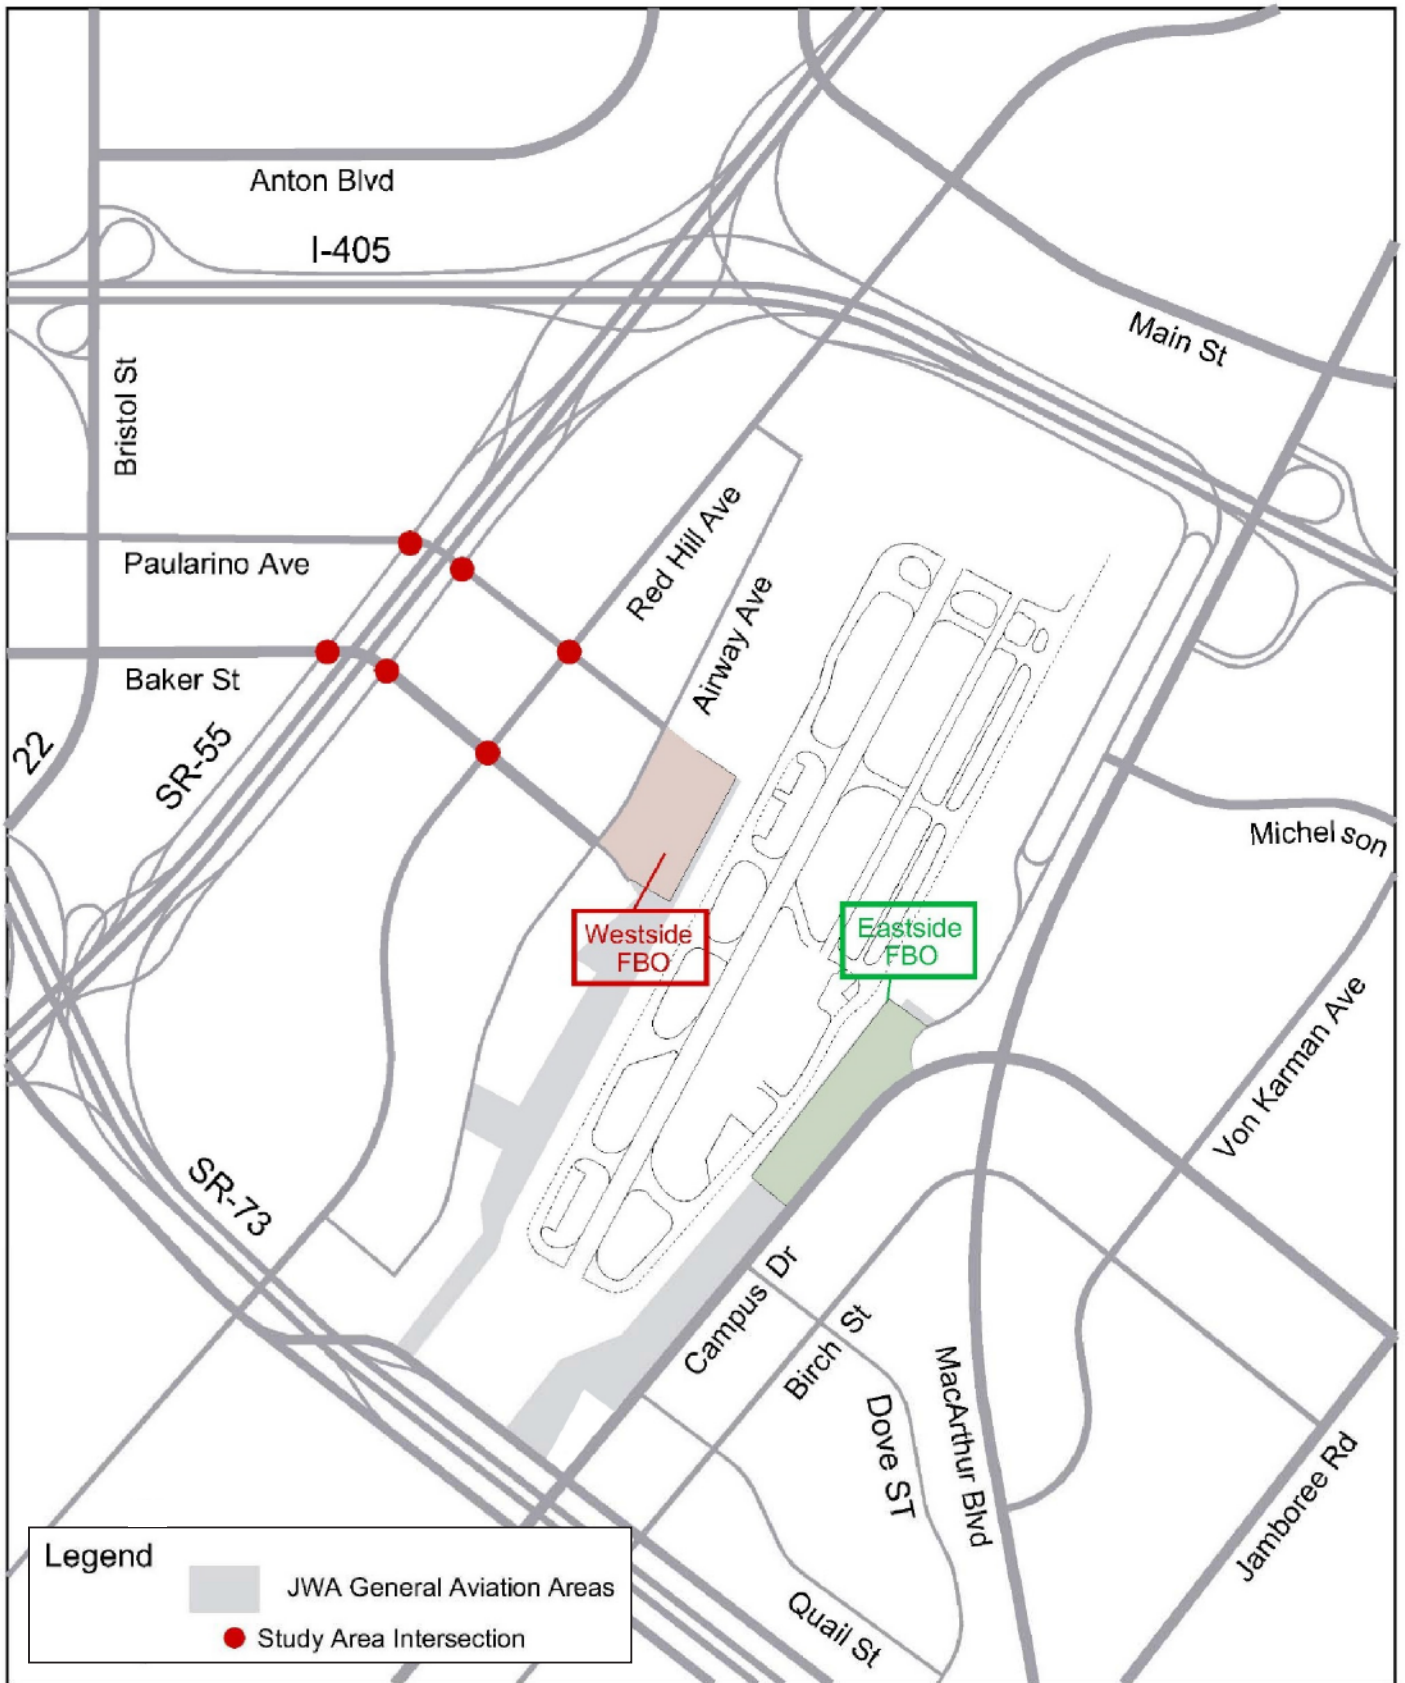 Anton Blvd
I-405
Main St
Bristol St
Red Hill Ave
Paularino Ave
Airway Ave
Baker St
22
SR-55
Michelson
Westside
FBO
Eastside
FBO
Von Karman Ave
SR-73
Campus Dr
Birch St
Dove ST
MacArthur Blvd
Jamboree Rd
Quail St
Legend
JWA General Aviation Areas
Study Area Intersection